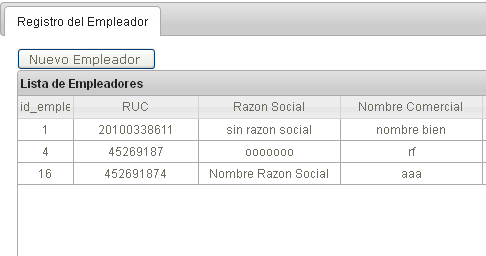 Registro del Empleador
Nuevo Empleador
Lista de Empleadores
id_emple RUC Razon Social Nombre Comercial
1 20100338611 sin razon social nombre bien
4 45269187 ooooooo rf
16 452691874 Nombre Razon Social aaa